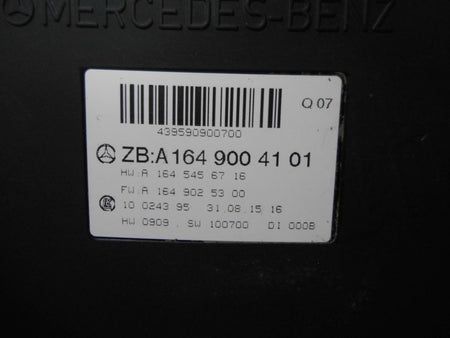 MERCEDES-BENZ
Q 07
439590900700
ZB:A 164 900 41 01
HW:A 164 545 67 16
FW:A 164 902 53 00
10 0243 95 31.08.15.16
HW 0909 . SW 100700 DI 000B